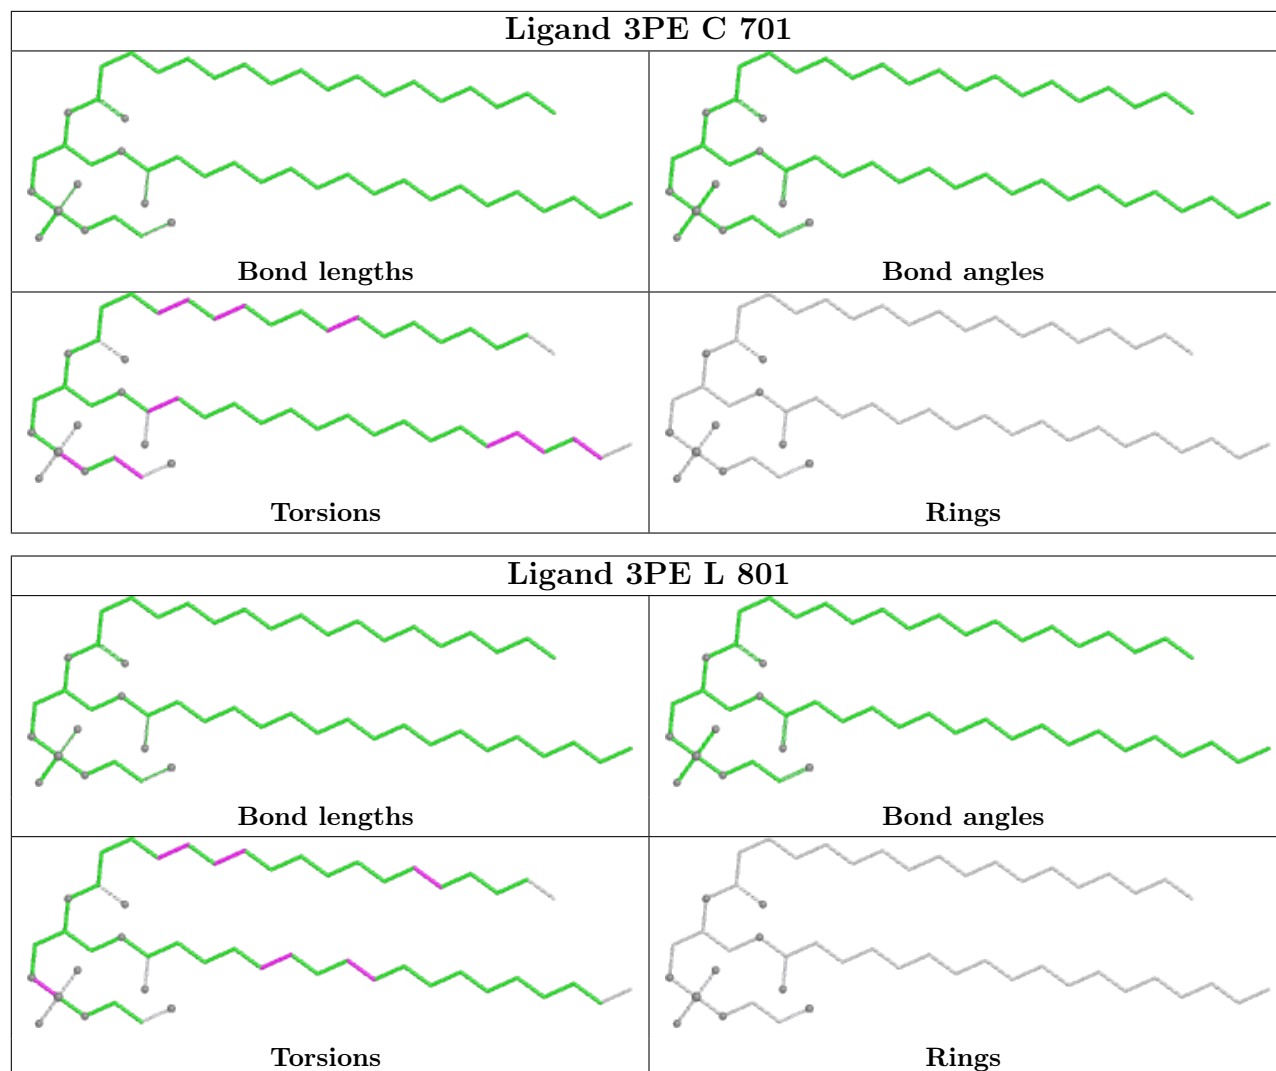 Ligand 3PE C 701
Bond lengths
Bond angles
Torsions
Rings
Ligand 3PE L 801
Bond lengths
Bond angles
Torsions
Rings